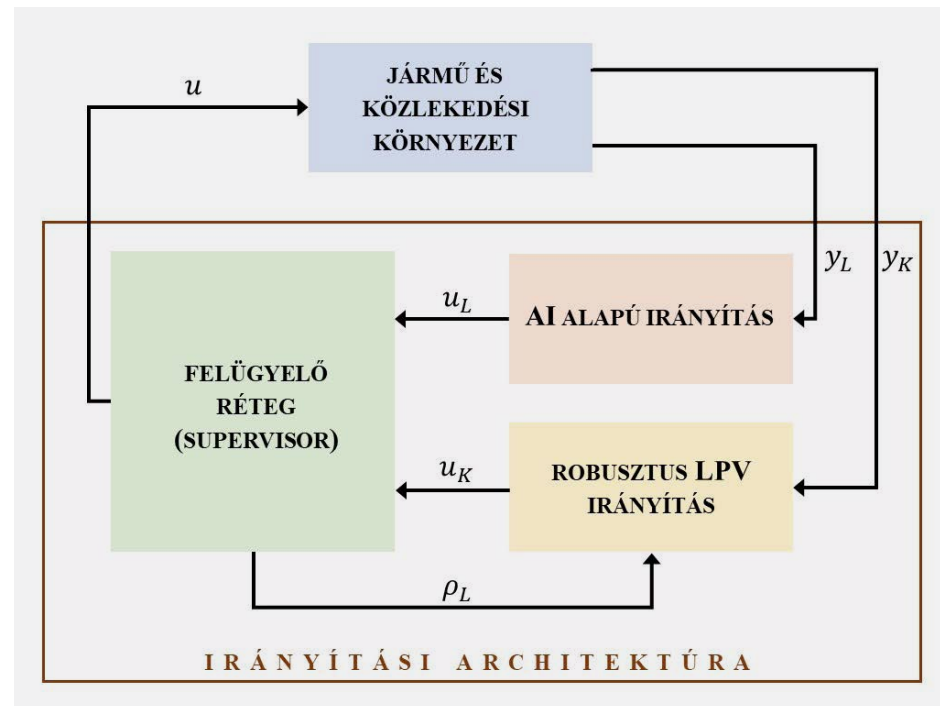 JÁRMŰ ÉS
KÖZLEKEDÉSI
KÖRNYEZET
u
y_L
y_K
u_L
AI ALAPÚ IRÁNYÍTÁS
FELÜGYELŐ
RÉTEG
(SUPERVISOR)
u_K
ROBUSZTUS LPV
IRÁNYÍTÁS
ρ_L
IRÁNYÍTÁSI ARCHITEKTÚRA